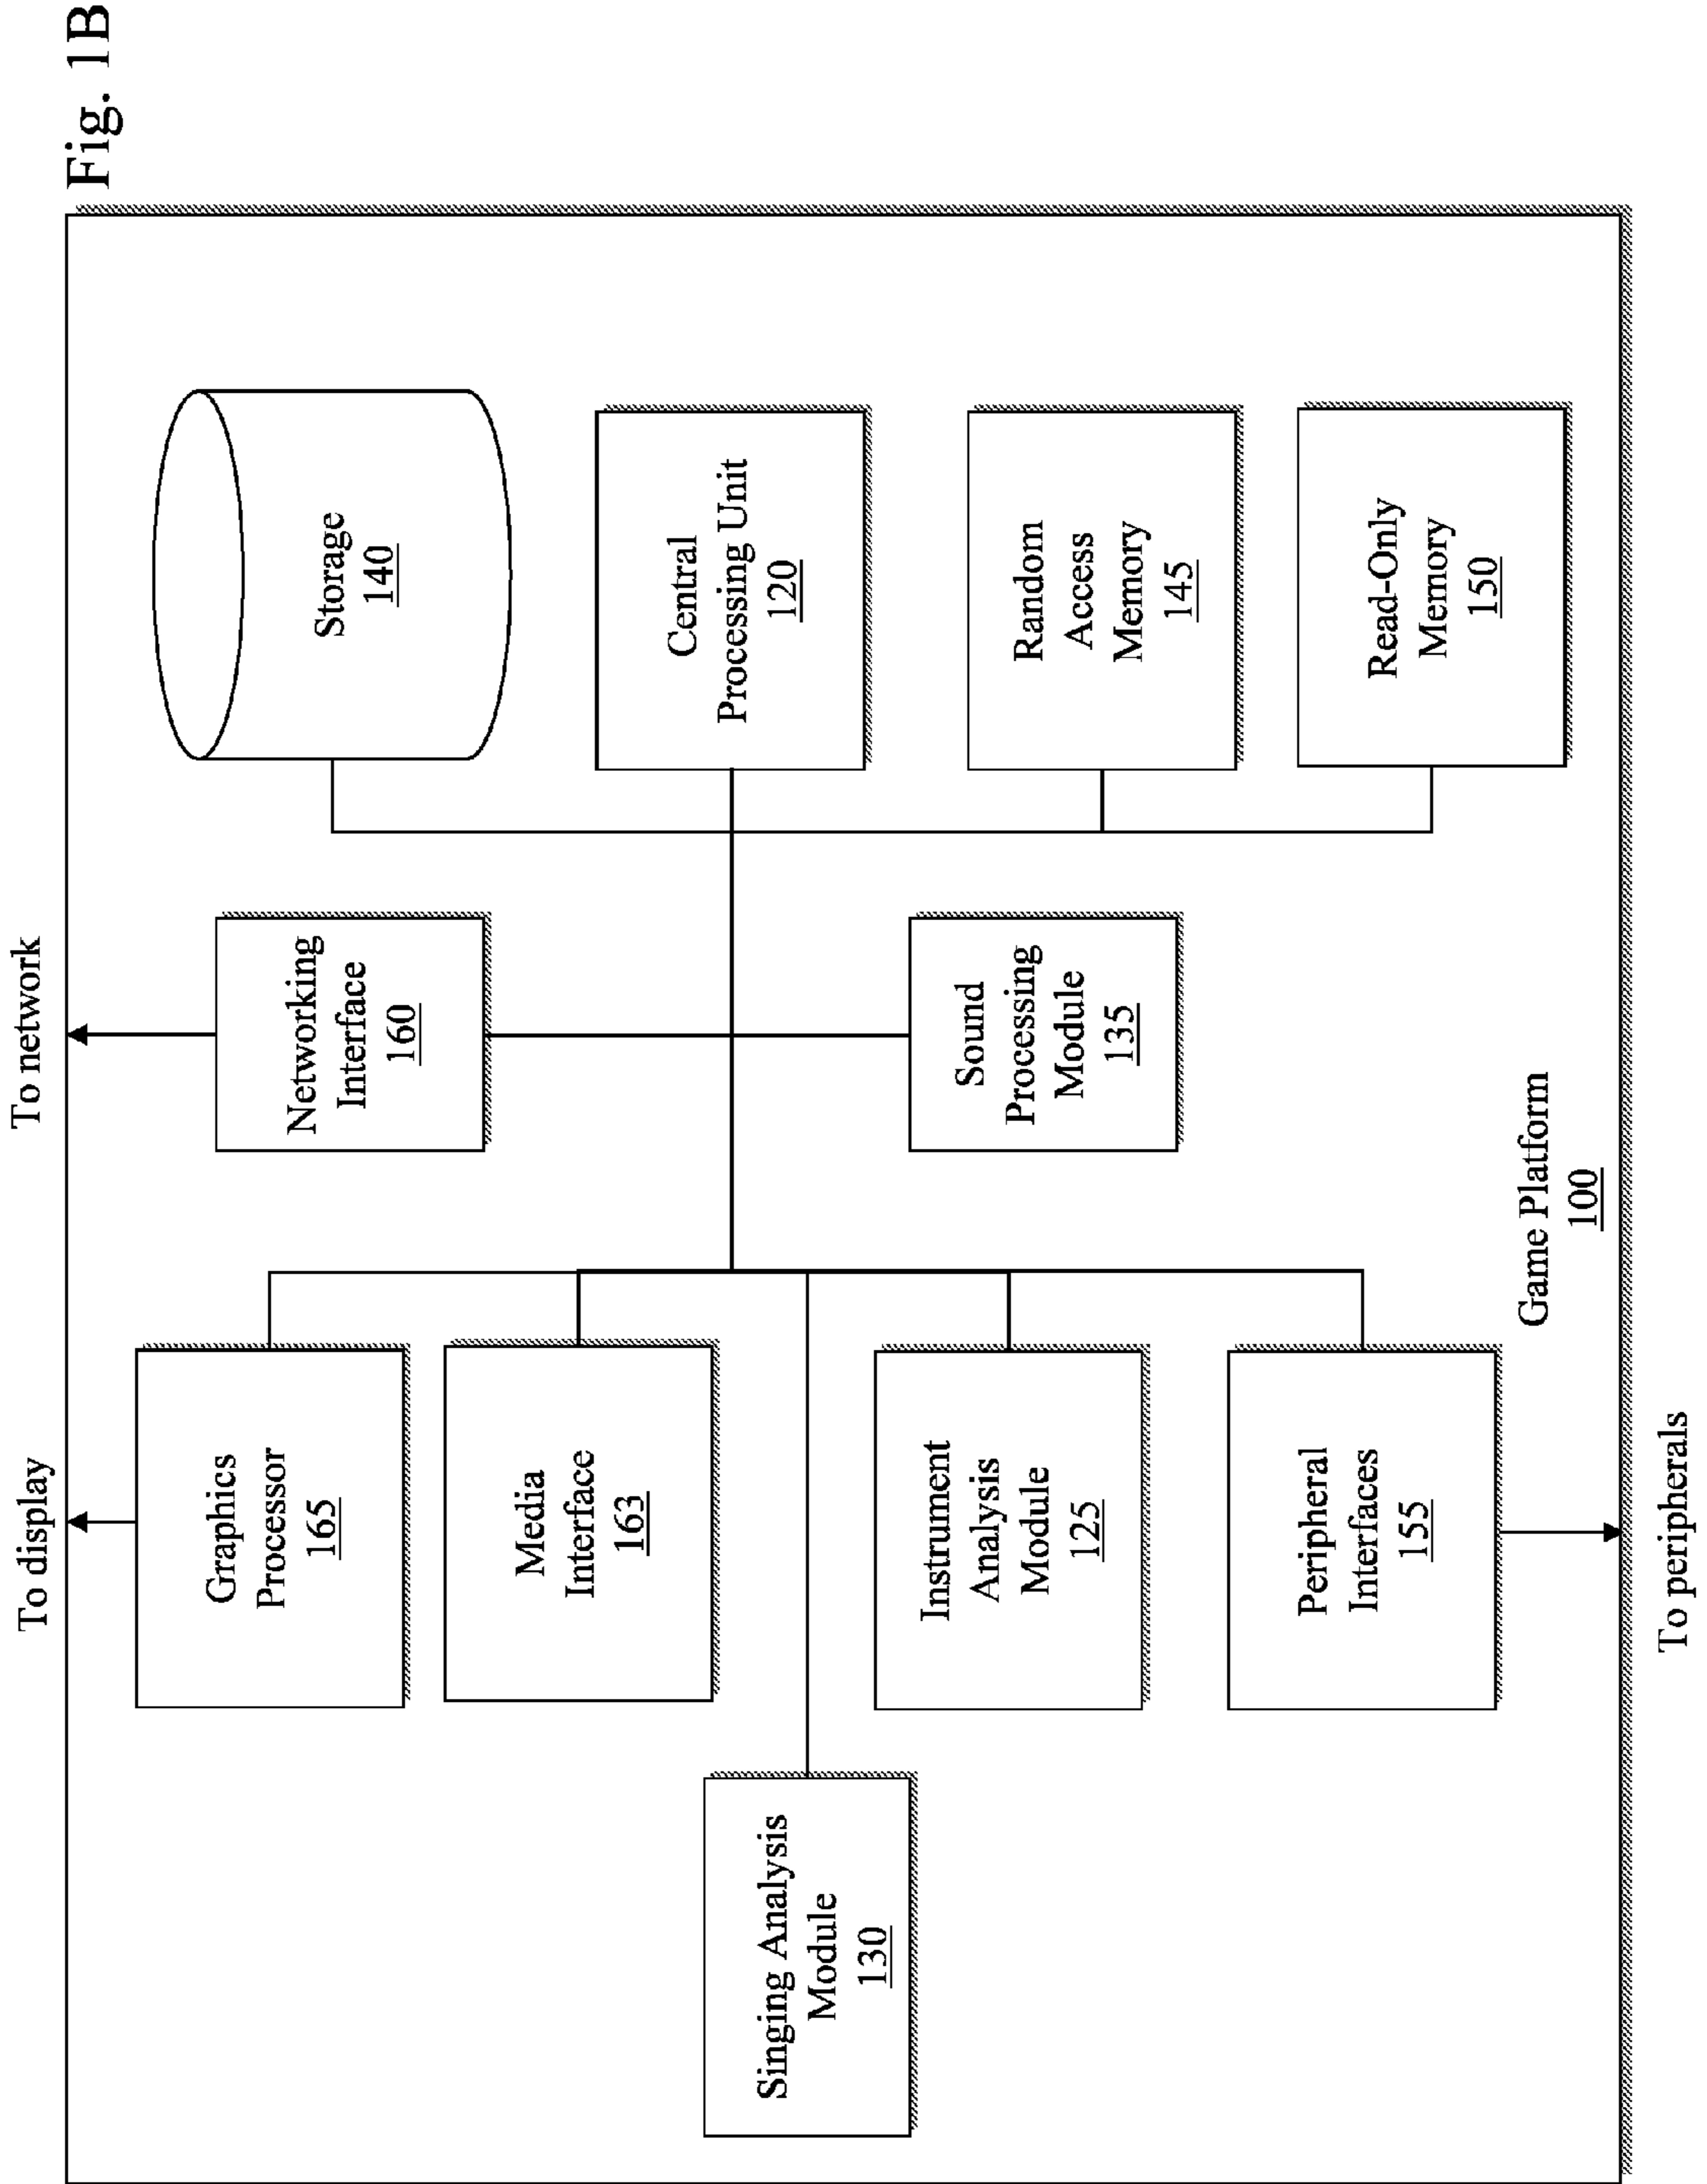 Fig. 1B
To display
To network
Graphics
Processor
165
Networking
Interface
160
Storage
140
Media
Interface
163
Central
Processing Unit
120
Singing Analysis
Module
130
Instrument
Analysis
Module
125
Sound
Processing
Module
135
Random
Access
Memory
145
Peripheral
Interfaces
155
Read-Only
Memory
150
Game Platform
100
To peripherals